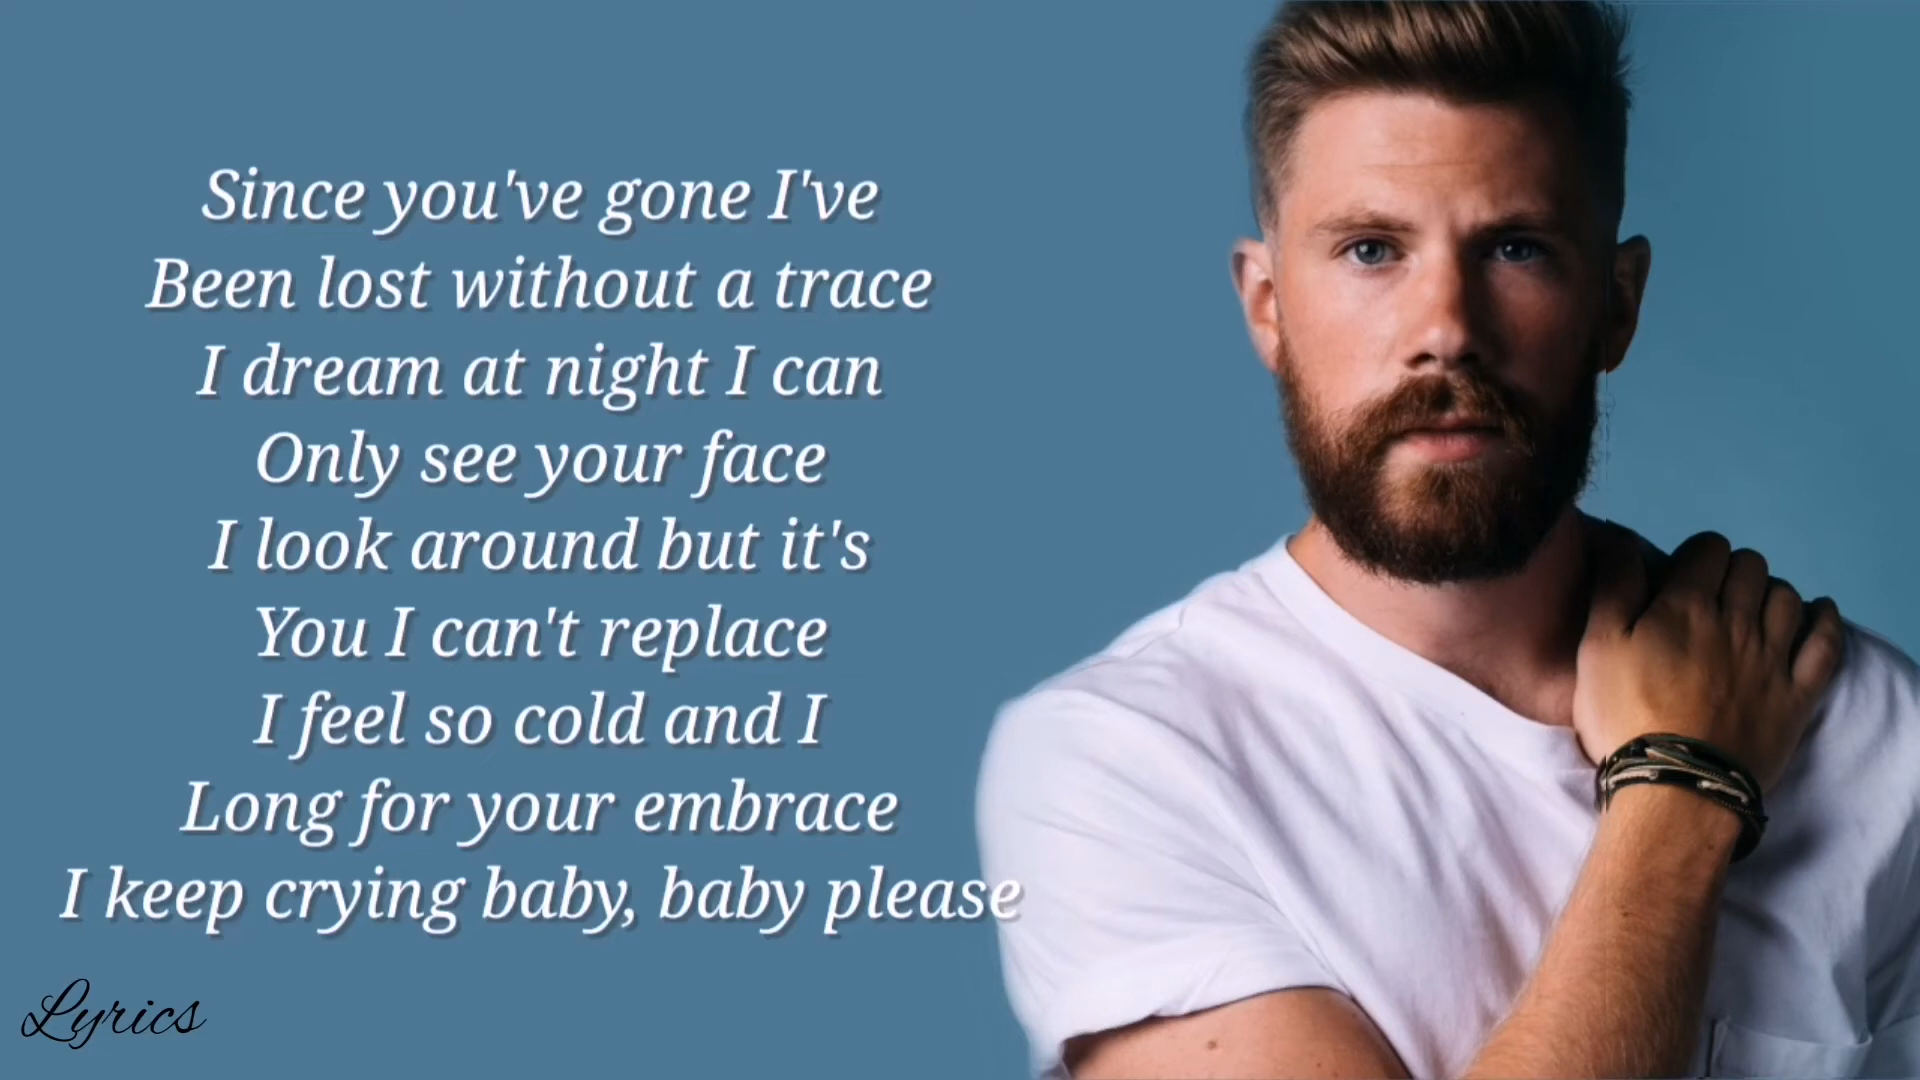 Since you've gone I've
Been lost without a trace
I dream at night I can
Only see your face
I look around but it's
You I can't replace
I feel so cold and I
Long for your embrace
I keep crying baby, baby please
Lyrics